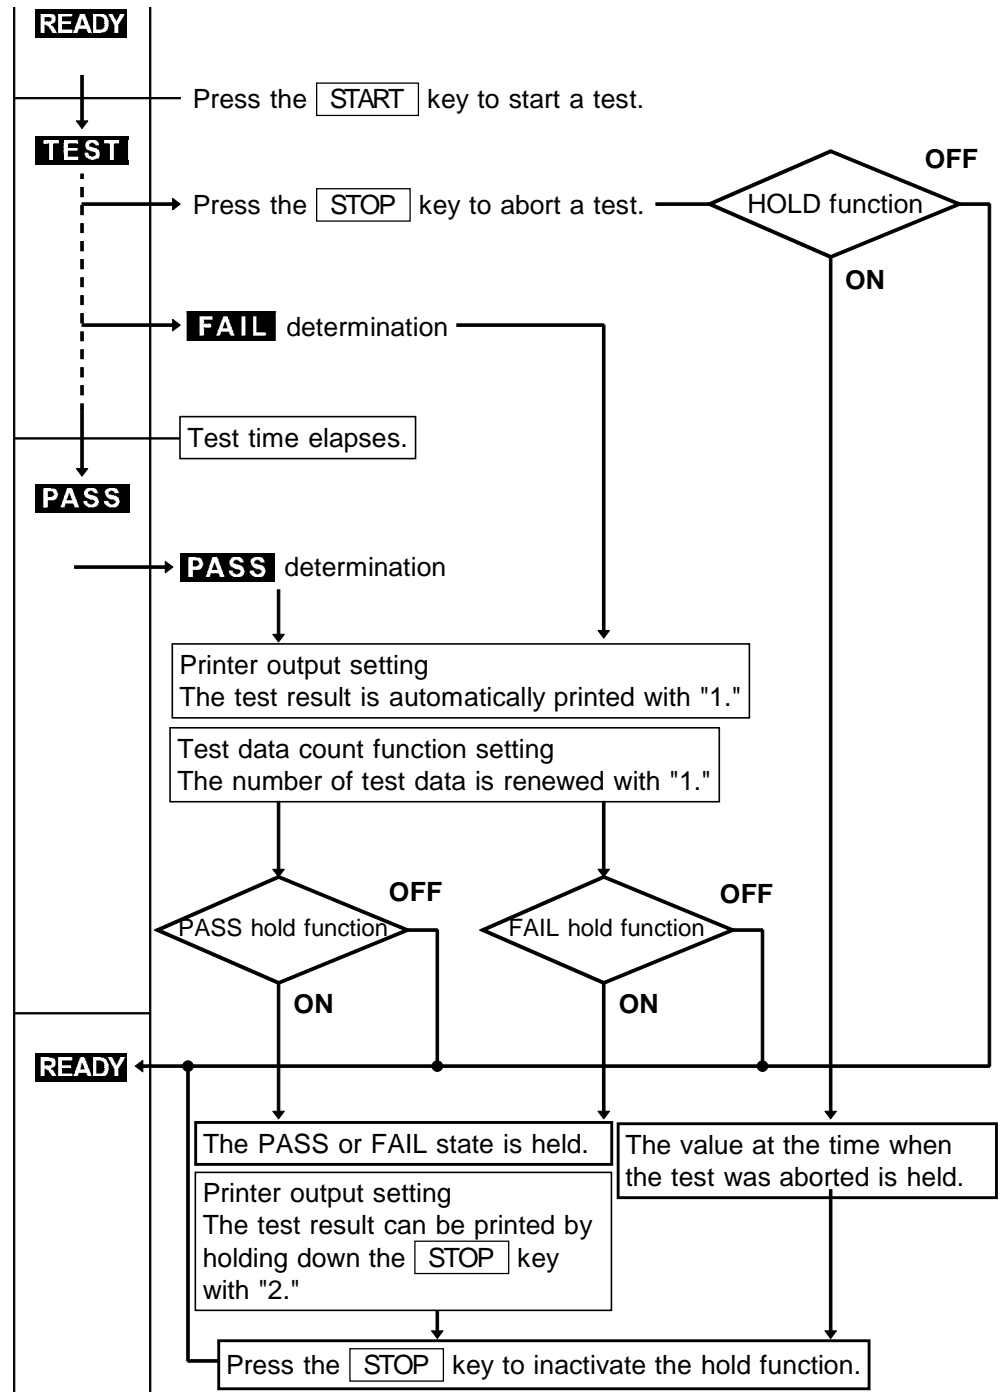 READY
Press the START key to start a test.
TEST
OFF
Press the STOP key to abort a test.
HOLD function
ON
FAIL determination
Test time elapses.
PASS
PASS determination
Printer output setting
The test result is automatically printed with "1."
Test data count function setting
The number of test data is renewed with "1."
OFF
OFF
PASS hold function
FAIL hold function
ON
ON
READY
The PASS or FAIL state is held.
The value at the time when
the test was aborted is held.
Printer output setting
The test result can be printed by
holding down the STOP key
with "2."
Press the STOP key to inactivate the hold function.